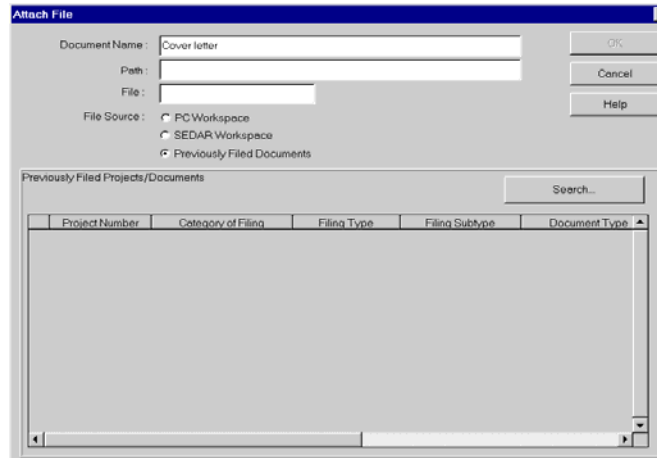 Attach File
Document Name : Cover letter
OK
Path :
Cancel
File :
Help
File Source : PC Workspace
SEDAR Workspace
Previously Filed Documents
Previously Filed Projects/Documents
Search...
Project Number Category of Filing Filing Type Filing Subtype Document Type